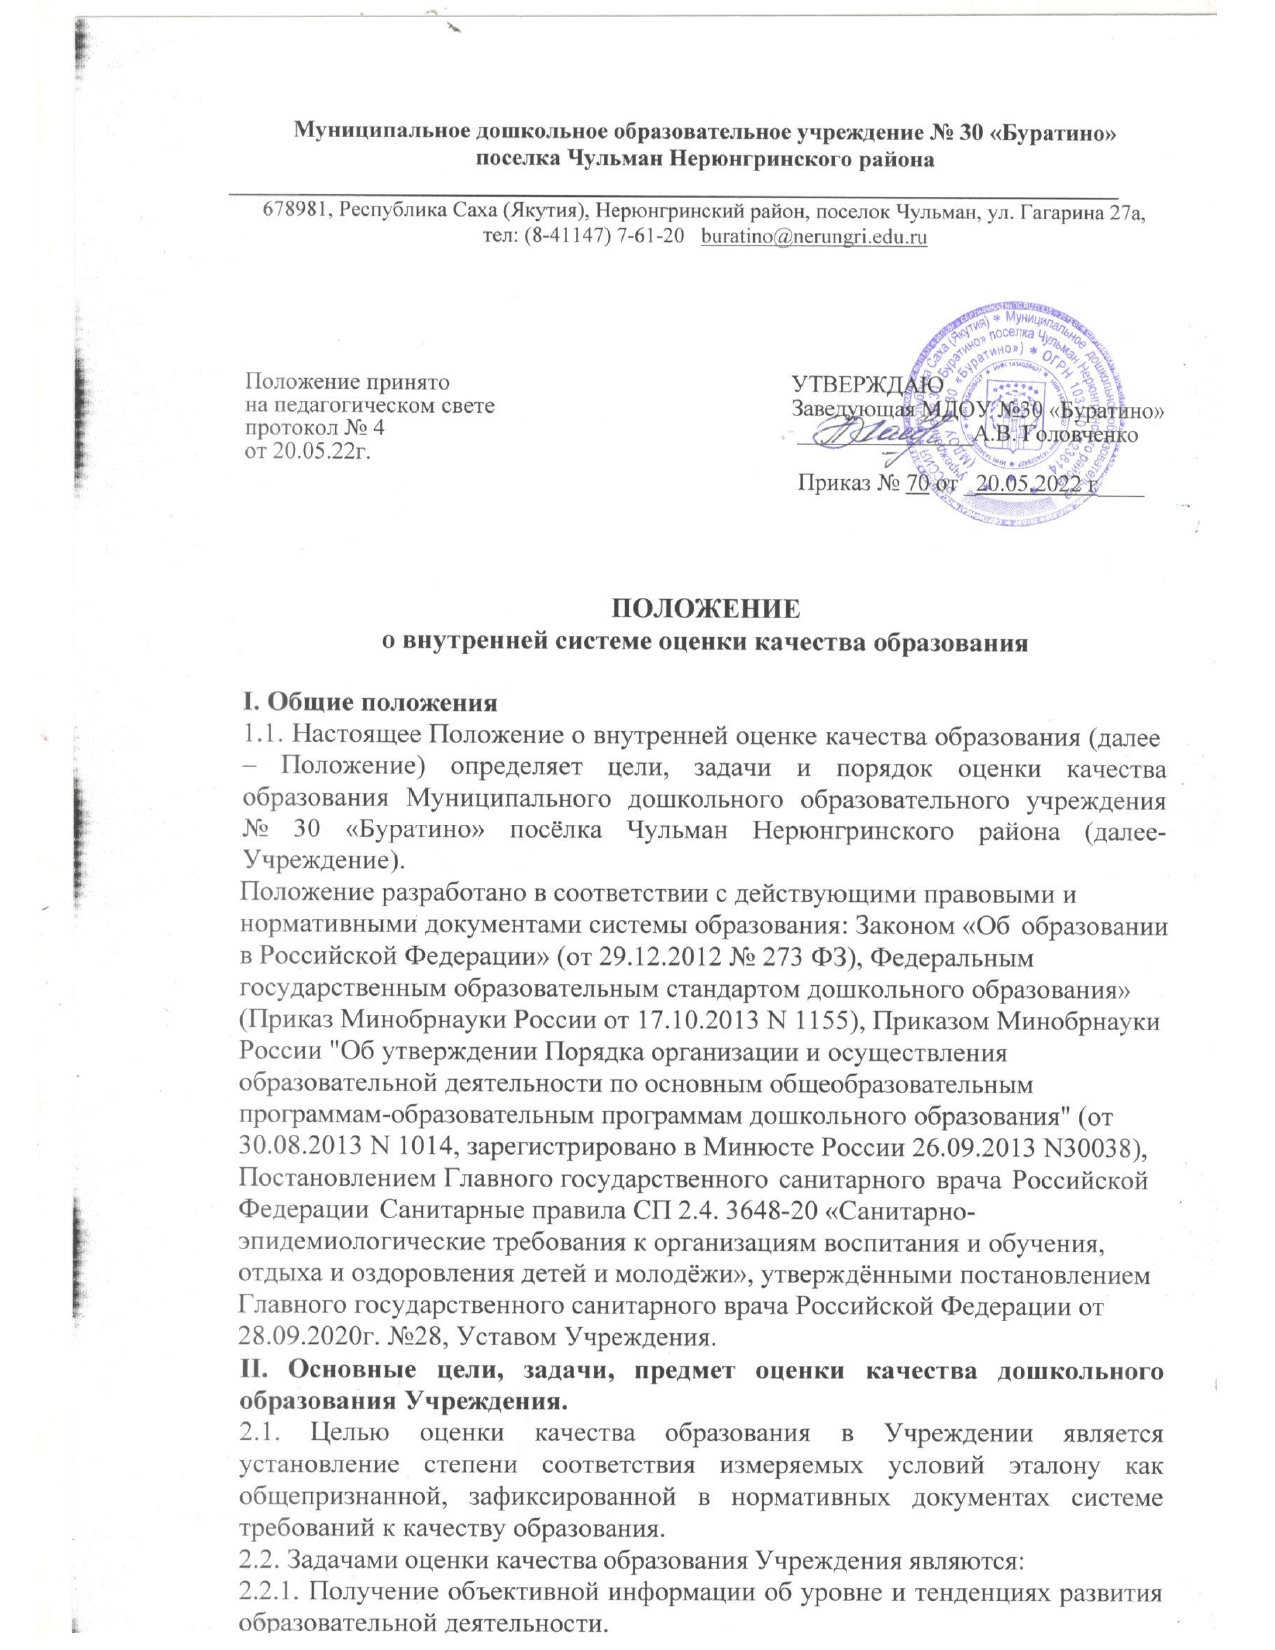 Муниципальное дошкольное образовательное учреждение № 30 «Буратино»
поселка Чульман Нерюнгринского района
678981, Республика Саха (Якутия), Нерюнгринский район, поселок Чульман, ул. Гагарина 27а,
тел: (8-41147) 7-61-20 buratino@nerungri.edu.ru
Положение принято
на педагогическом свете
протокол № 4
от 20.05.22г.
УТВЕРЖДАЮ
Заведующая МДОУ №30 «Буратино»
А.В. Головченко
Приказ № 70 от 20.05.2022 г
ПОЛОЖЕНИЕ
о внутренней системе оценки качества образования
I. Общие положения
1.1. Настоящее Положение о внутренней оценке качества образования (далее
– Положение) определяет цели, задачи и порядок оценки качества
образования Муниципального дошкольного образовательного учреждения
№ 30 «Буратино» посёлка Чульман Нерюнгринского района (далее-
Учреждение).
Положение разработано в соответствии с действующими правовыми и
нормативными документами системы образования: Законом «Об образовании
в Российской Федерации» (от 29.12.2012 № 273 ФЗ), Федеральным
государственным образовательным стандартом дошкольного образования»
(Приказ Минобрнауки России от 17.10.2013 N 1155), Приказом Минобрнауки
России "Об утверждении Порядка организации и осуществления
образовательной деятельности по основным общеобразовательным
программам-образовательным программам дошкольного образования" (от
30.08.2013 N 1014, зарегистрировано в Минюсте России 26.09.2013 N30038),
Постановлением Главного государственного санитарного врача Российской
Федерации Санитарные правила СП 2.4. 3648-20 «Санитарно-
эпидемиологические требования к организациям воспитания и обучения,
отдыха и оздоровления детей и молодёжи», утверждёнными постановлением
Главного государственного санитарного врача Российской Федерации от
28.09.2020г. №28, Уставом Учреждения.
II. Основные цели, задачи, предмет оценки качества дошкольного
образования Учреждения.
2.1. Целью оценки качества образования в Учреждении является
установление степени соответствия измеряемых условий эталону как
общепризнанной, зафиксированной в нормативных документах системе
требований к качеству образования.
2.2. Задачами оценки качества образования Учреждения являются:
2.2.1. Получение объективной информации об уровне и тенденциях развития
образовательной деятельности.